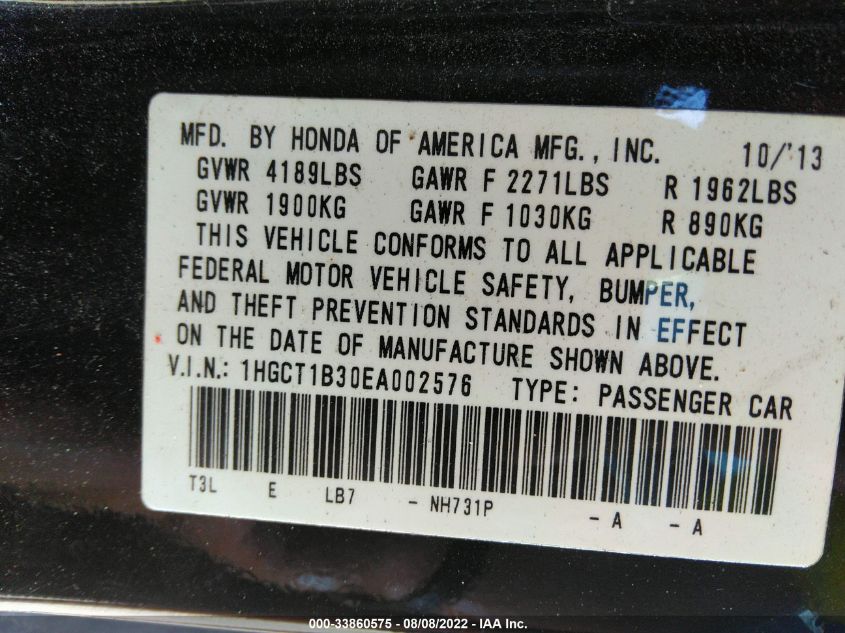 MFD. BY HONDA OF AMERICA MFG., INC. 10/'13
GVWR 4189LBS GAWR F 2271LBS R 1962LBS
GVWR 1900KG GAWR F 1030KG R 890KG
THIS VEHICLE CONFORMS TO ALL APPLICABLE
FEDERAL MOTOR VEHICLE SAFETY, BUMPER,
AND THEFT PREVENTION STANDARDS IN EFFECT
ON THE DATE OF MANUFACTURE SHOWN ABOVE.
V.I.N.: 1HGCT1B30EA002576 TYPE: PASSENGER CAR
T3L E LB7 - NH731P - A - A
000-33860575 - 08/08/2022 - IAA Inc.